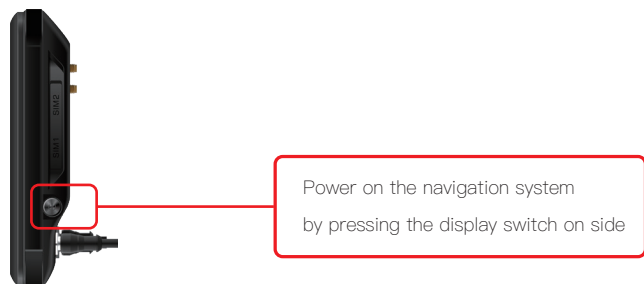 SIM2
SIM1
Power on the navigation system
by pressing the display switch on side